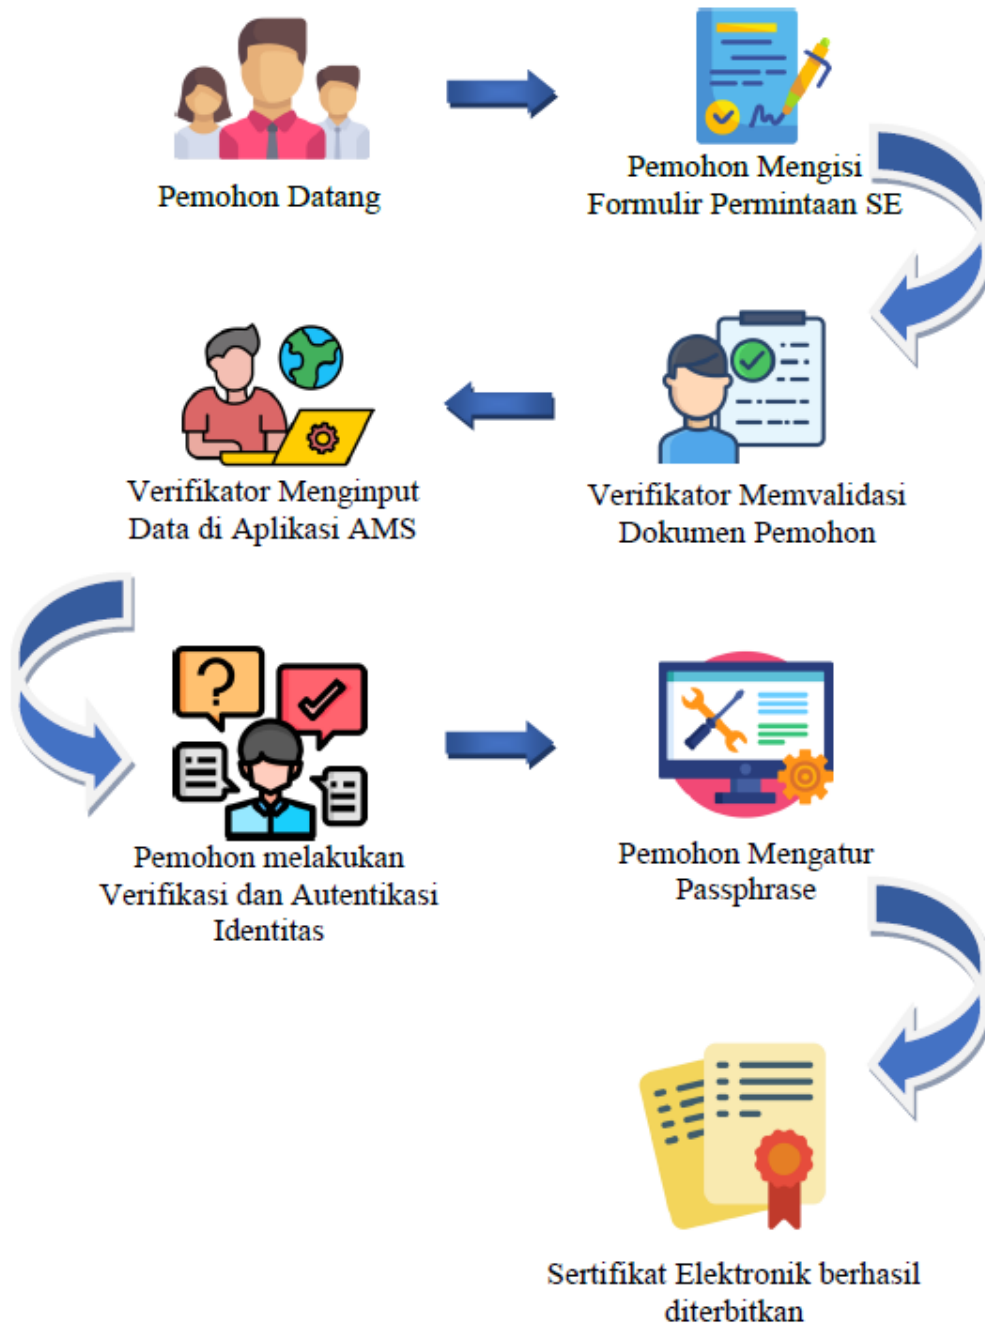 Pemohon Datang
Pemohon Mengisi
Formulir Permintaan SE
Verifikator Memvalidasi
Dokumen Pemohon
Verifikator Menginput
Data di Aplikasi AMS
Pemohon melakukan
Verifikasi dan Autentikasi
Identitas
Pemohon Mengatur
Passphrase
Sertifikat Elektronik berhasil
diterbitkan